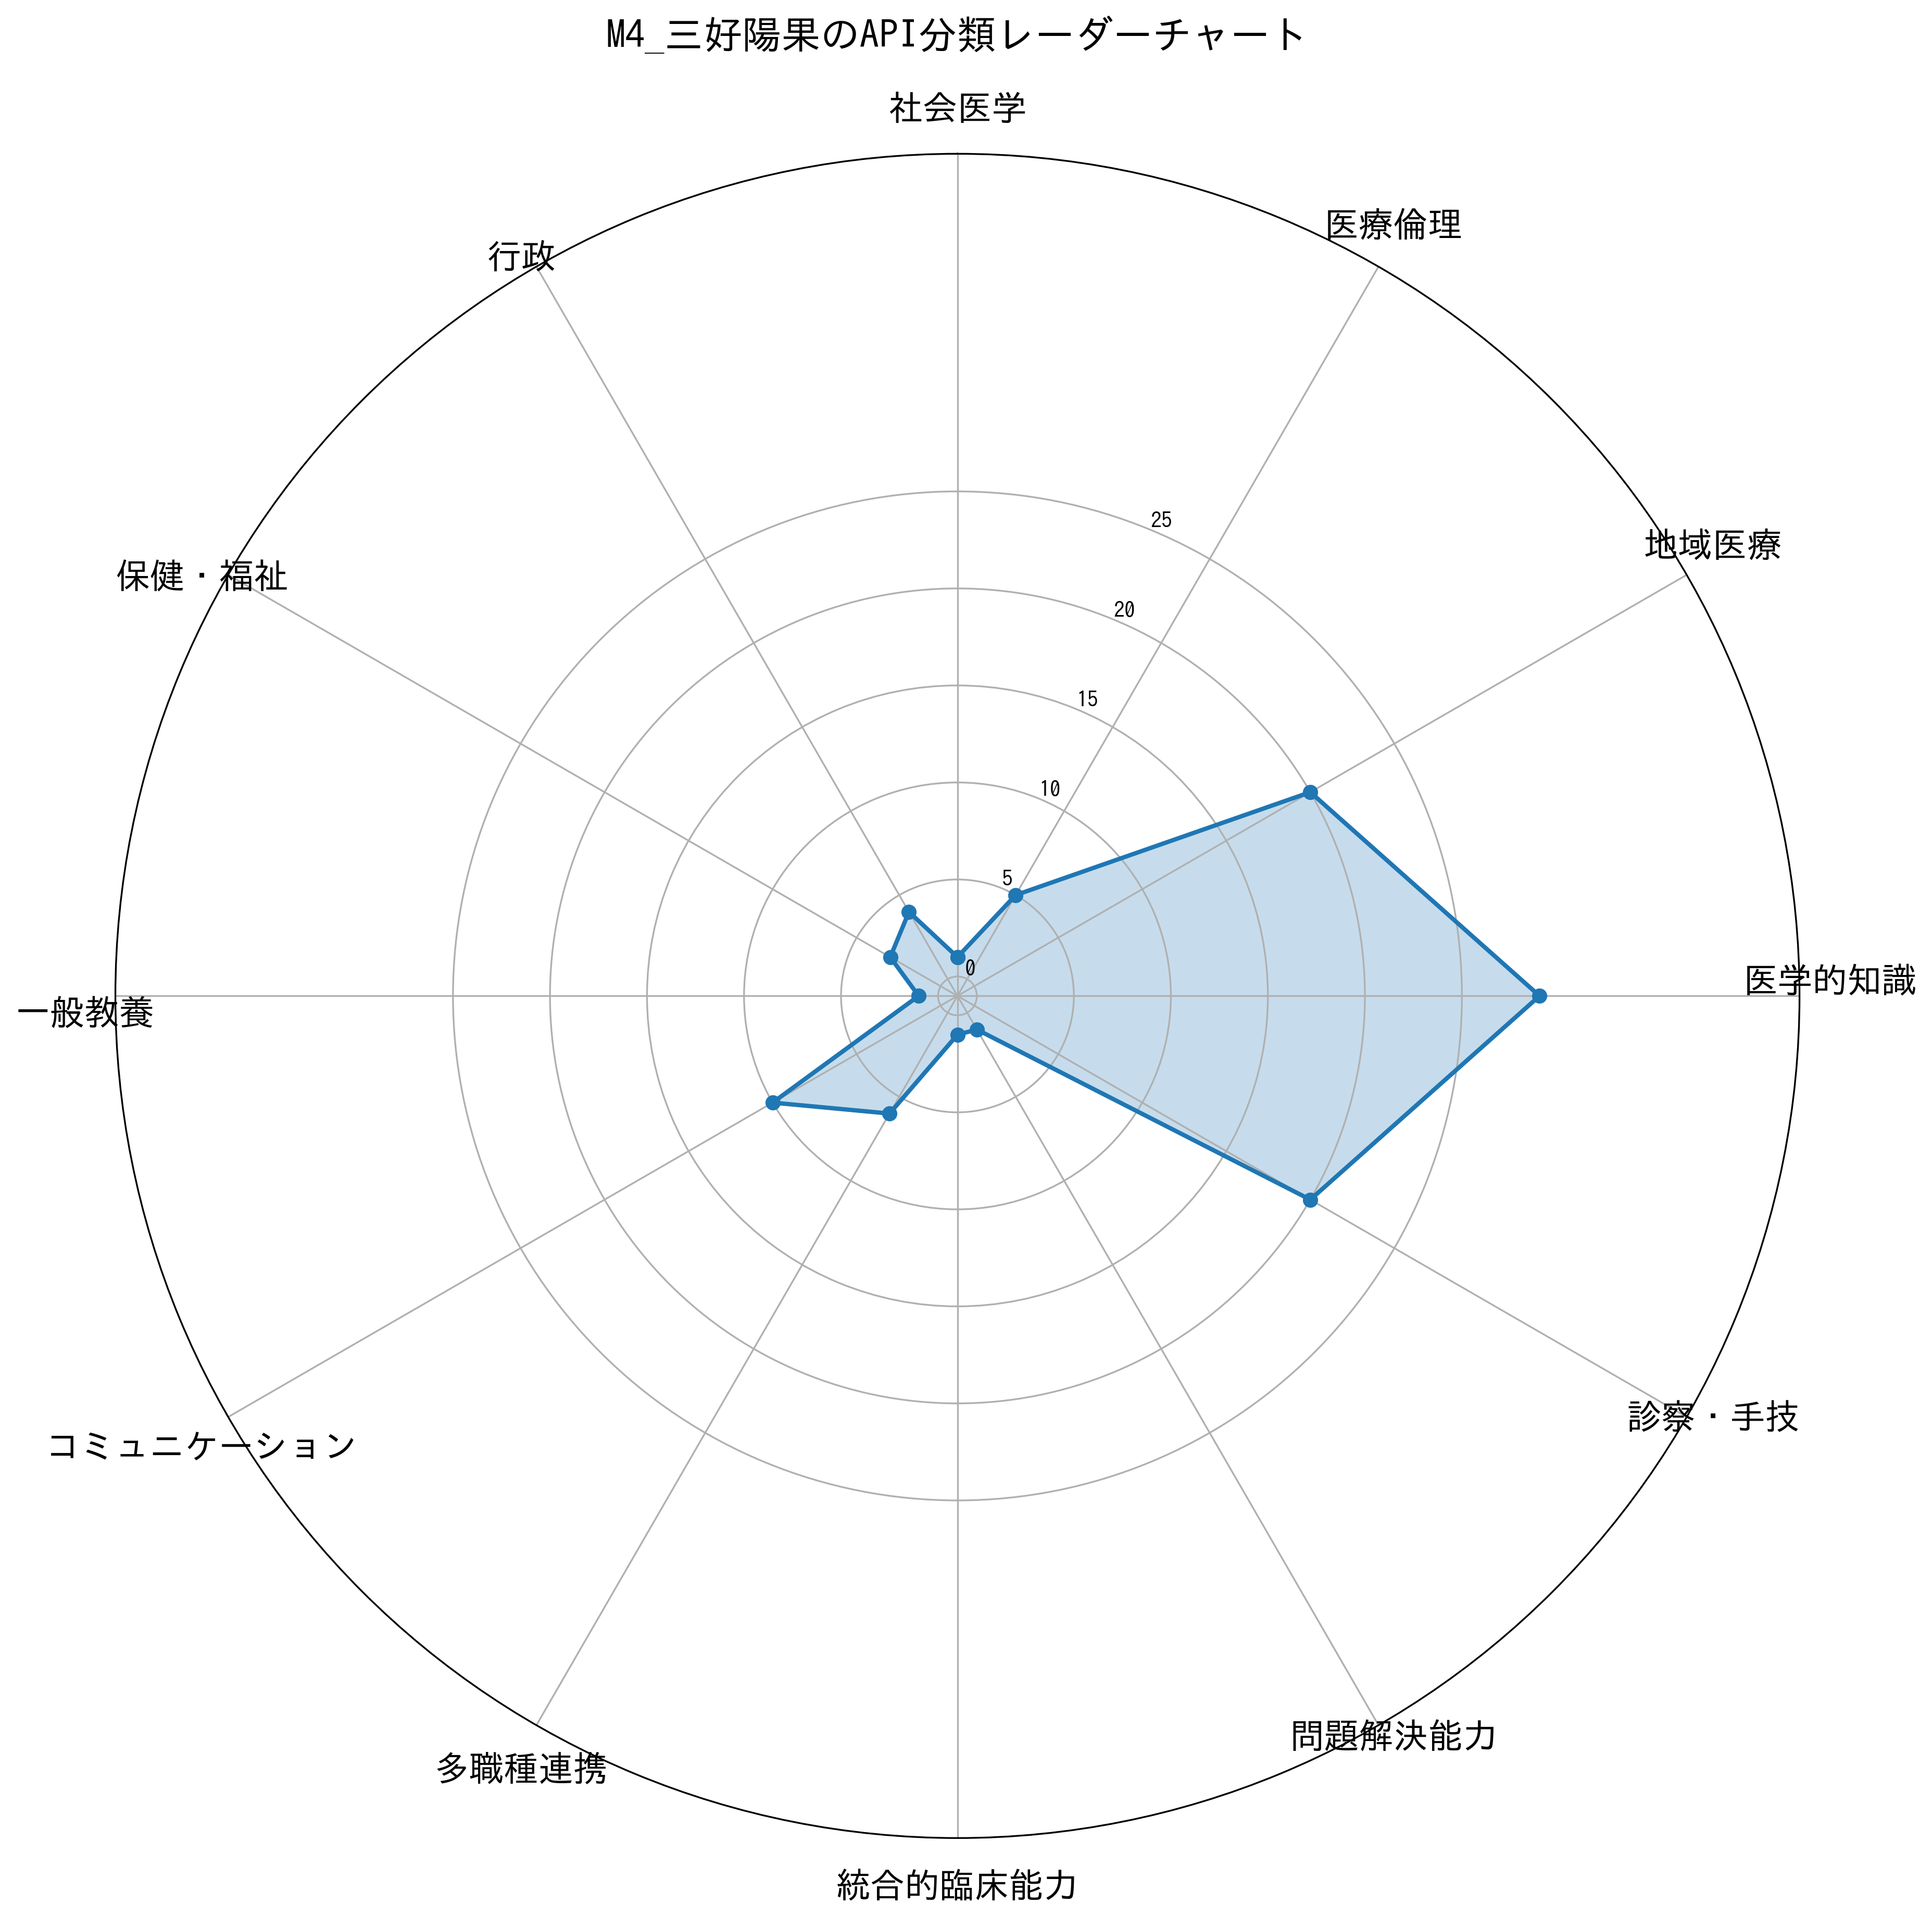 M4_三好陽果のAPI分類レーダーチャート
社会医学
医療倫理
行政
25
地域医療
保健・福祉
20
15
10
5
0
医学的知識
一般教養
診察・手技
コミュニケーション
問題解決能力
多職種連携
統合的臨床能力